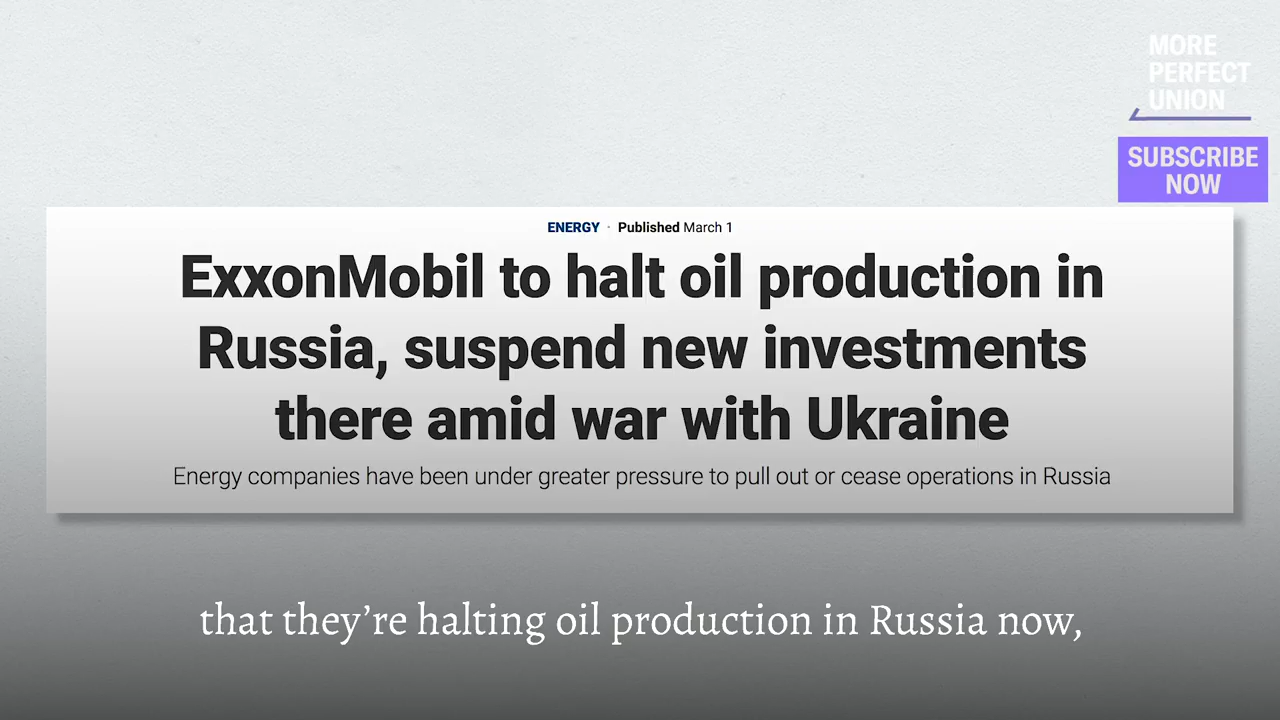 MORE
PERFECT
UNION
SUBSCRIBE
NOW
ENERGY · Published March 1
ExxonMobil to halt oil production in
Russia, suspend new investments
there amid war with Ukraine
Energy companies have been under greater pressure to pull out or cease operations in Russia
that they’re halting oil production in Russia now,